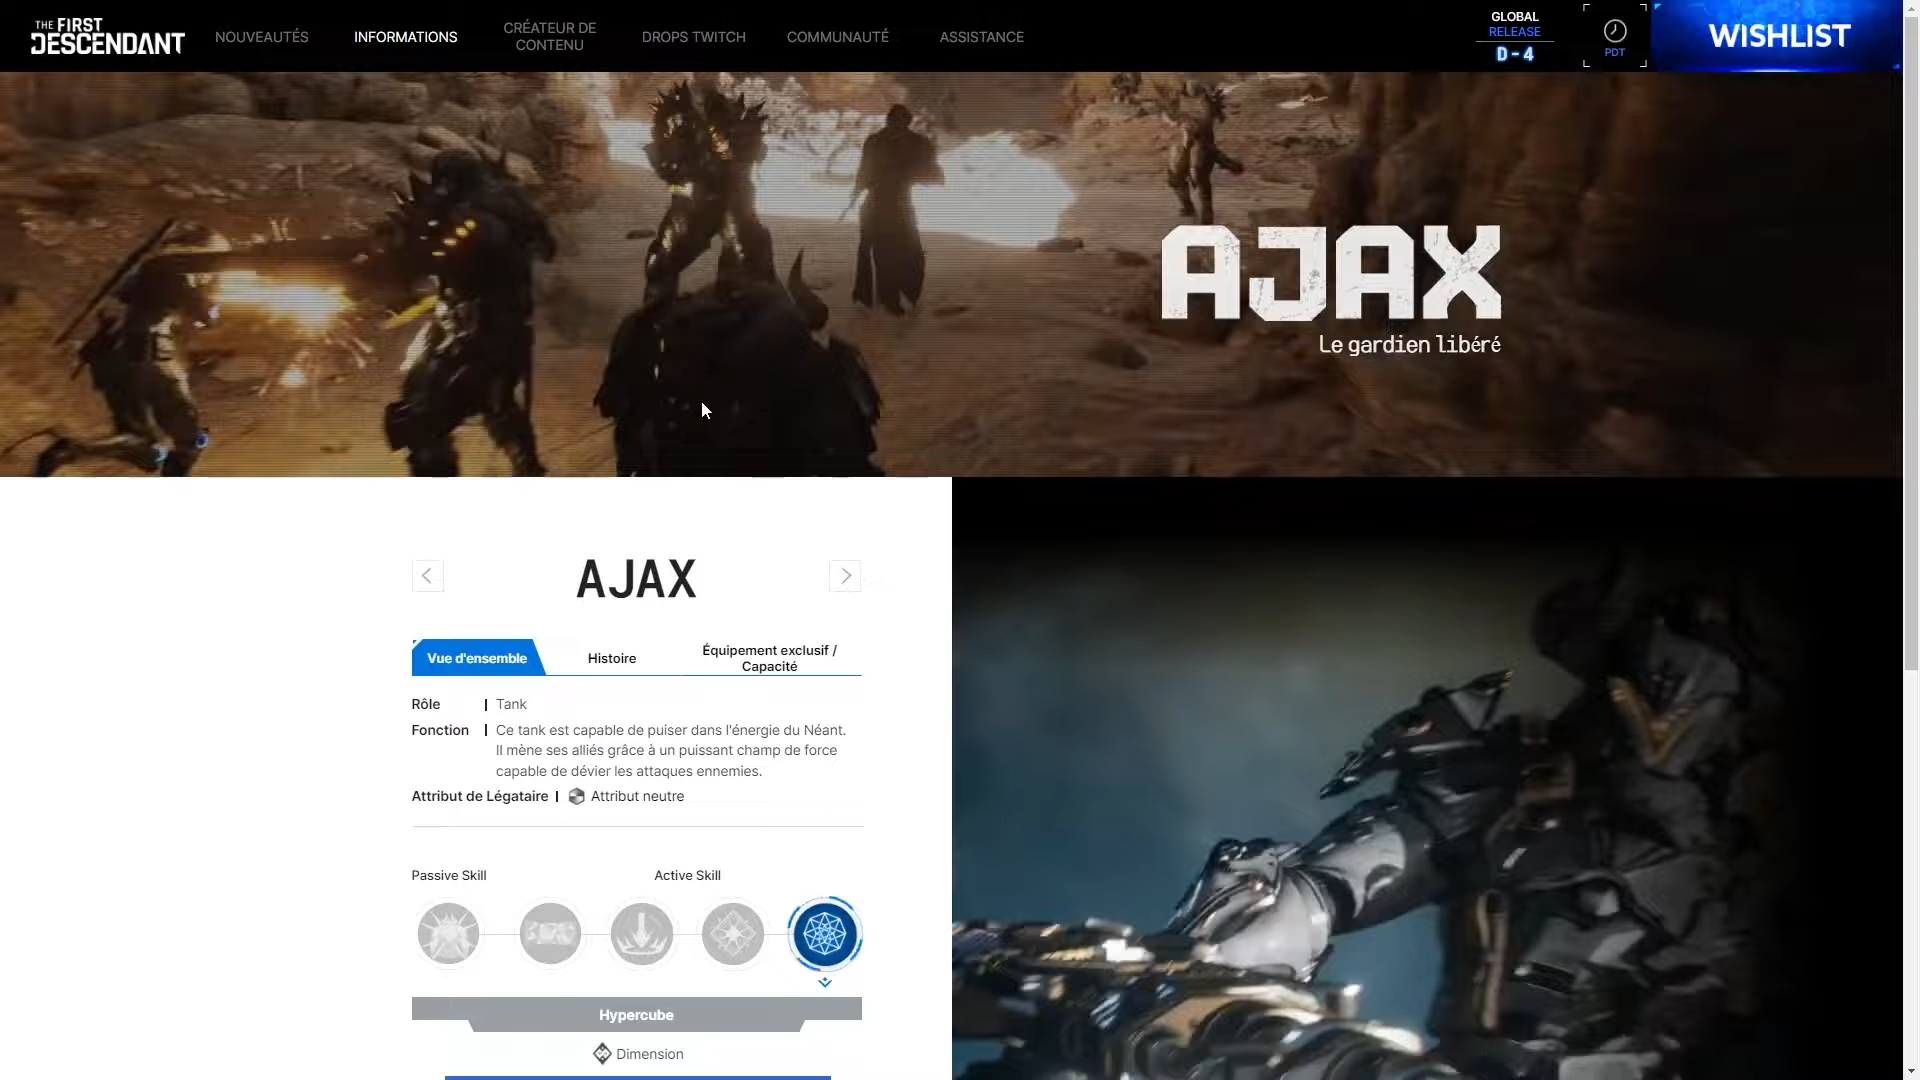 THE FIRST
DESCENDANT
NOUVEAUTÉS
INFORMATIONS
CRÉATEUR DE
CONTENU
DROPS TWITCH
COMMUNAUTÉ
ASSISTANCE
GLOBAL
RELEASE
D - 4
PDT
WISHLIST
AJAX
Le gardien libéré
AJAX
Vue d'ensemble
Histoire
Équipement exclusif /
Capacité
Rôle
Tank
Fonction
Ce tank est capable de puiser dans l'énergie du Néant.
Il mène ses alliés grâce à un puissant champ de force
capable de dévier les attaques ennemies.
Attribut de Légataire
Attribut neutre
Passive Skill
Active Skill
Hypercube
Dimension